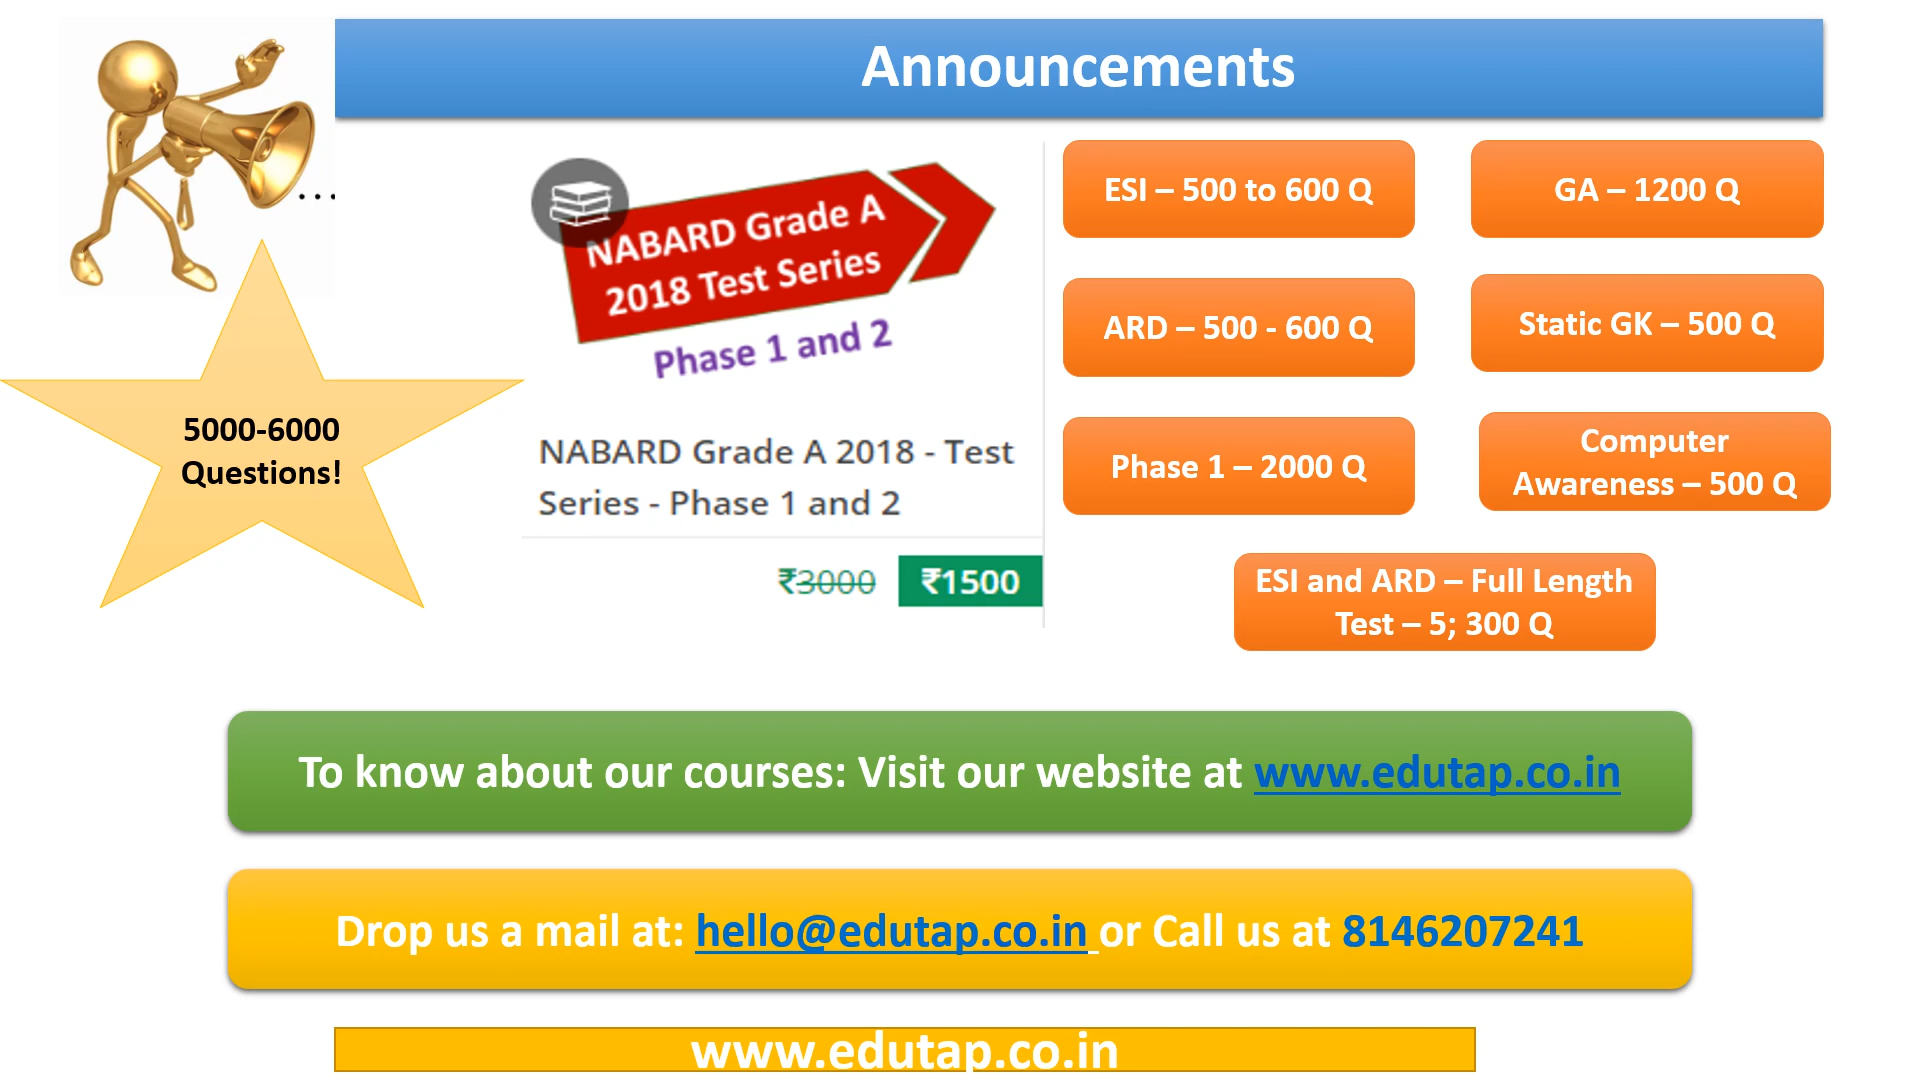 Announcements
...
NABARD Grade A
2018 Test Series
Phase 1 and 2
5000-6000
Questions!
NABARD Grade A 2018 - Test
Series - Phase 1 and 2
₹3000 ₹1500
ESI – 500 to 600 Q
GA – 1200 Q
ARD – 500 - 600 Q
Static GK – 500 Q
Phase 1 – 2000 Q
Computer
Awareness – 500 Q
ESI and ARD – Full Length
Test – 5; 300 Q
To know about our courses: Visit our website at www.edutap.co.in
Drop us a mail at: hello@edutap.co.in or Call us at 8146207241
www.edutap.co.in